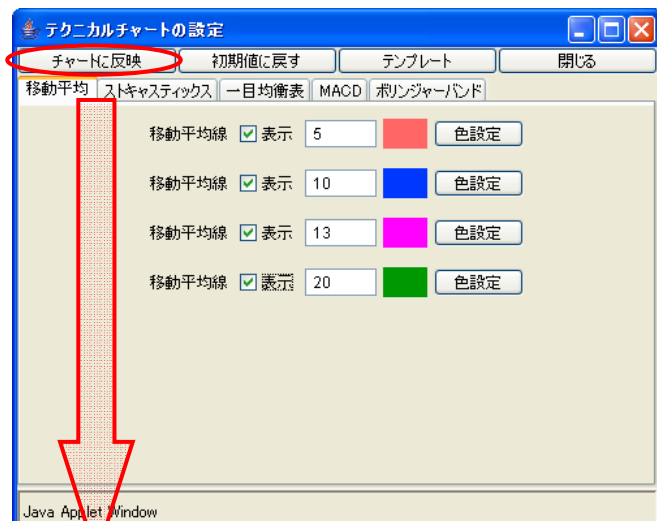 テクニカルチャートの設定
チャートに反映 初期値に戻す テンプレート 閉じる
移動平均 ストキャスティックス 一目均衡表 MACD ボリンジャーバンド
移動平均線 表示 5 色設定
移動平均線 表示 10 色設定
移動平均線 表示 13 色設定
移動平均線 表示 20 色設定
Java Applet Window